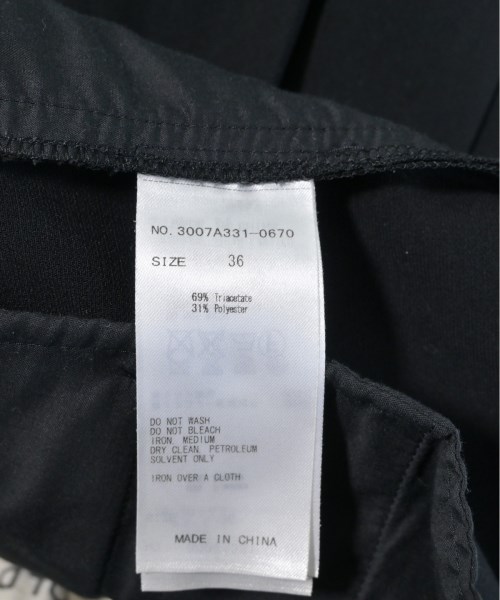 NO.3007A331-0670
SIZE 36
69% Triacetate
31% Polyester
DO NOT WASH
DO NOT BLEACH
IRON MEDIUM
DRY CLEAN PETROLEUM
SOLVENT ONLY
IRON OVER A CLOTH
MADE IN CHINA